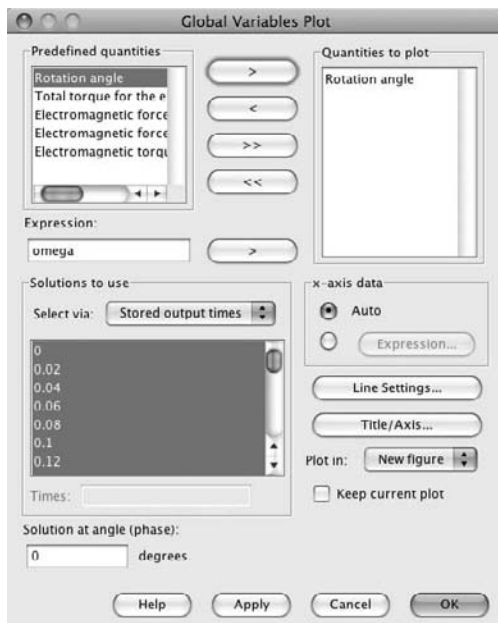 Global Variables Plot
Predefined quantities
Rotation angle
Total torque for the e
Electromagnetic force
Electromagnetic force
Electromagnetic torqu
>
<
>>
<<
Quantities to plot
Rotation angle
Expression:
omega
>
Solutions to use
Select via:
Stored output times
0
0.02
0.04
0.06
0.08
0.1
0.12
Times:
x-axis data
Auto
Expression...
Line Settings...
Title/Axis...
Plot in:
New figure
Keep current plot
Solution at angle (phase):
0
degrees
Help
Apply
Cancel
OK